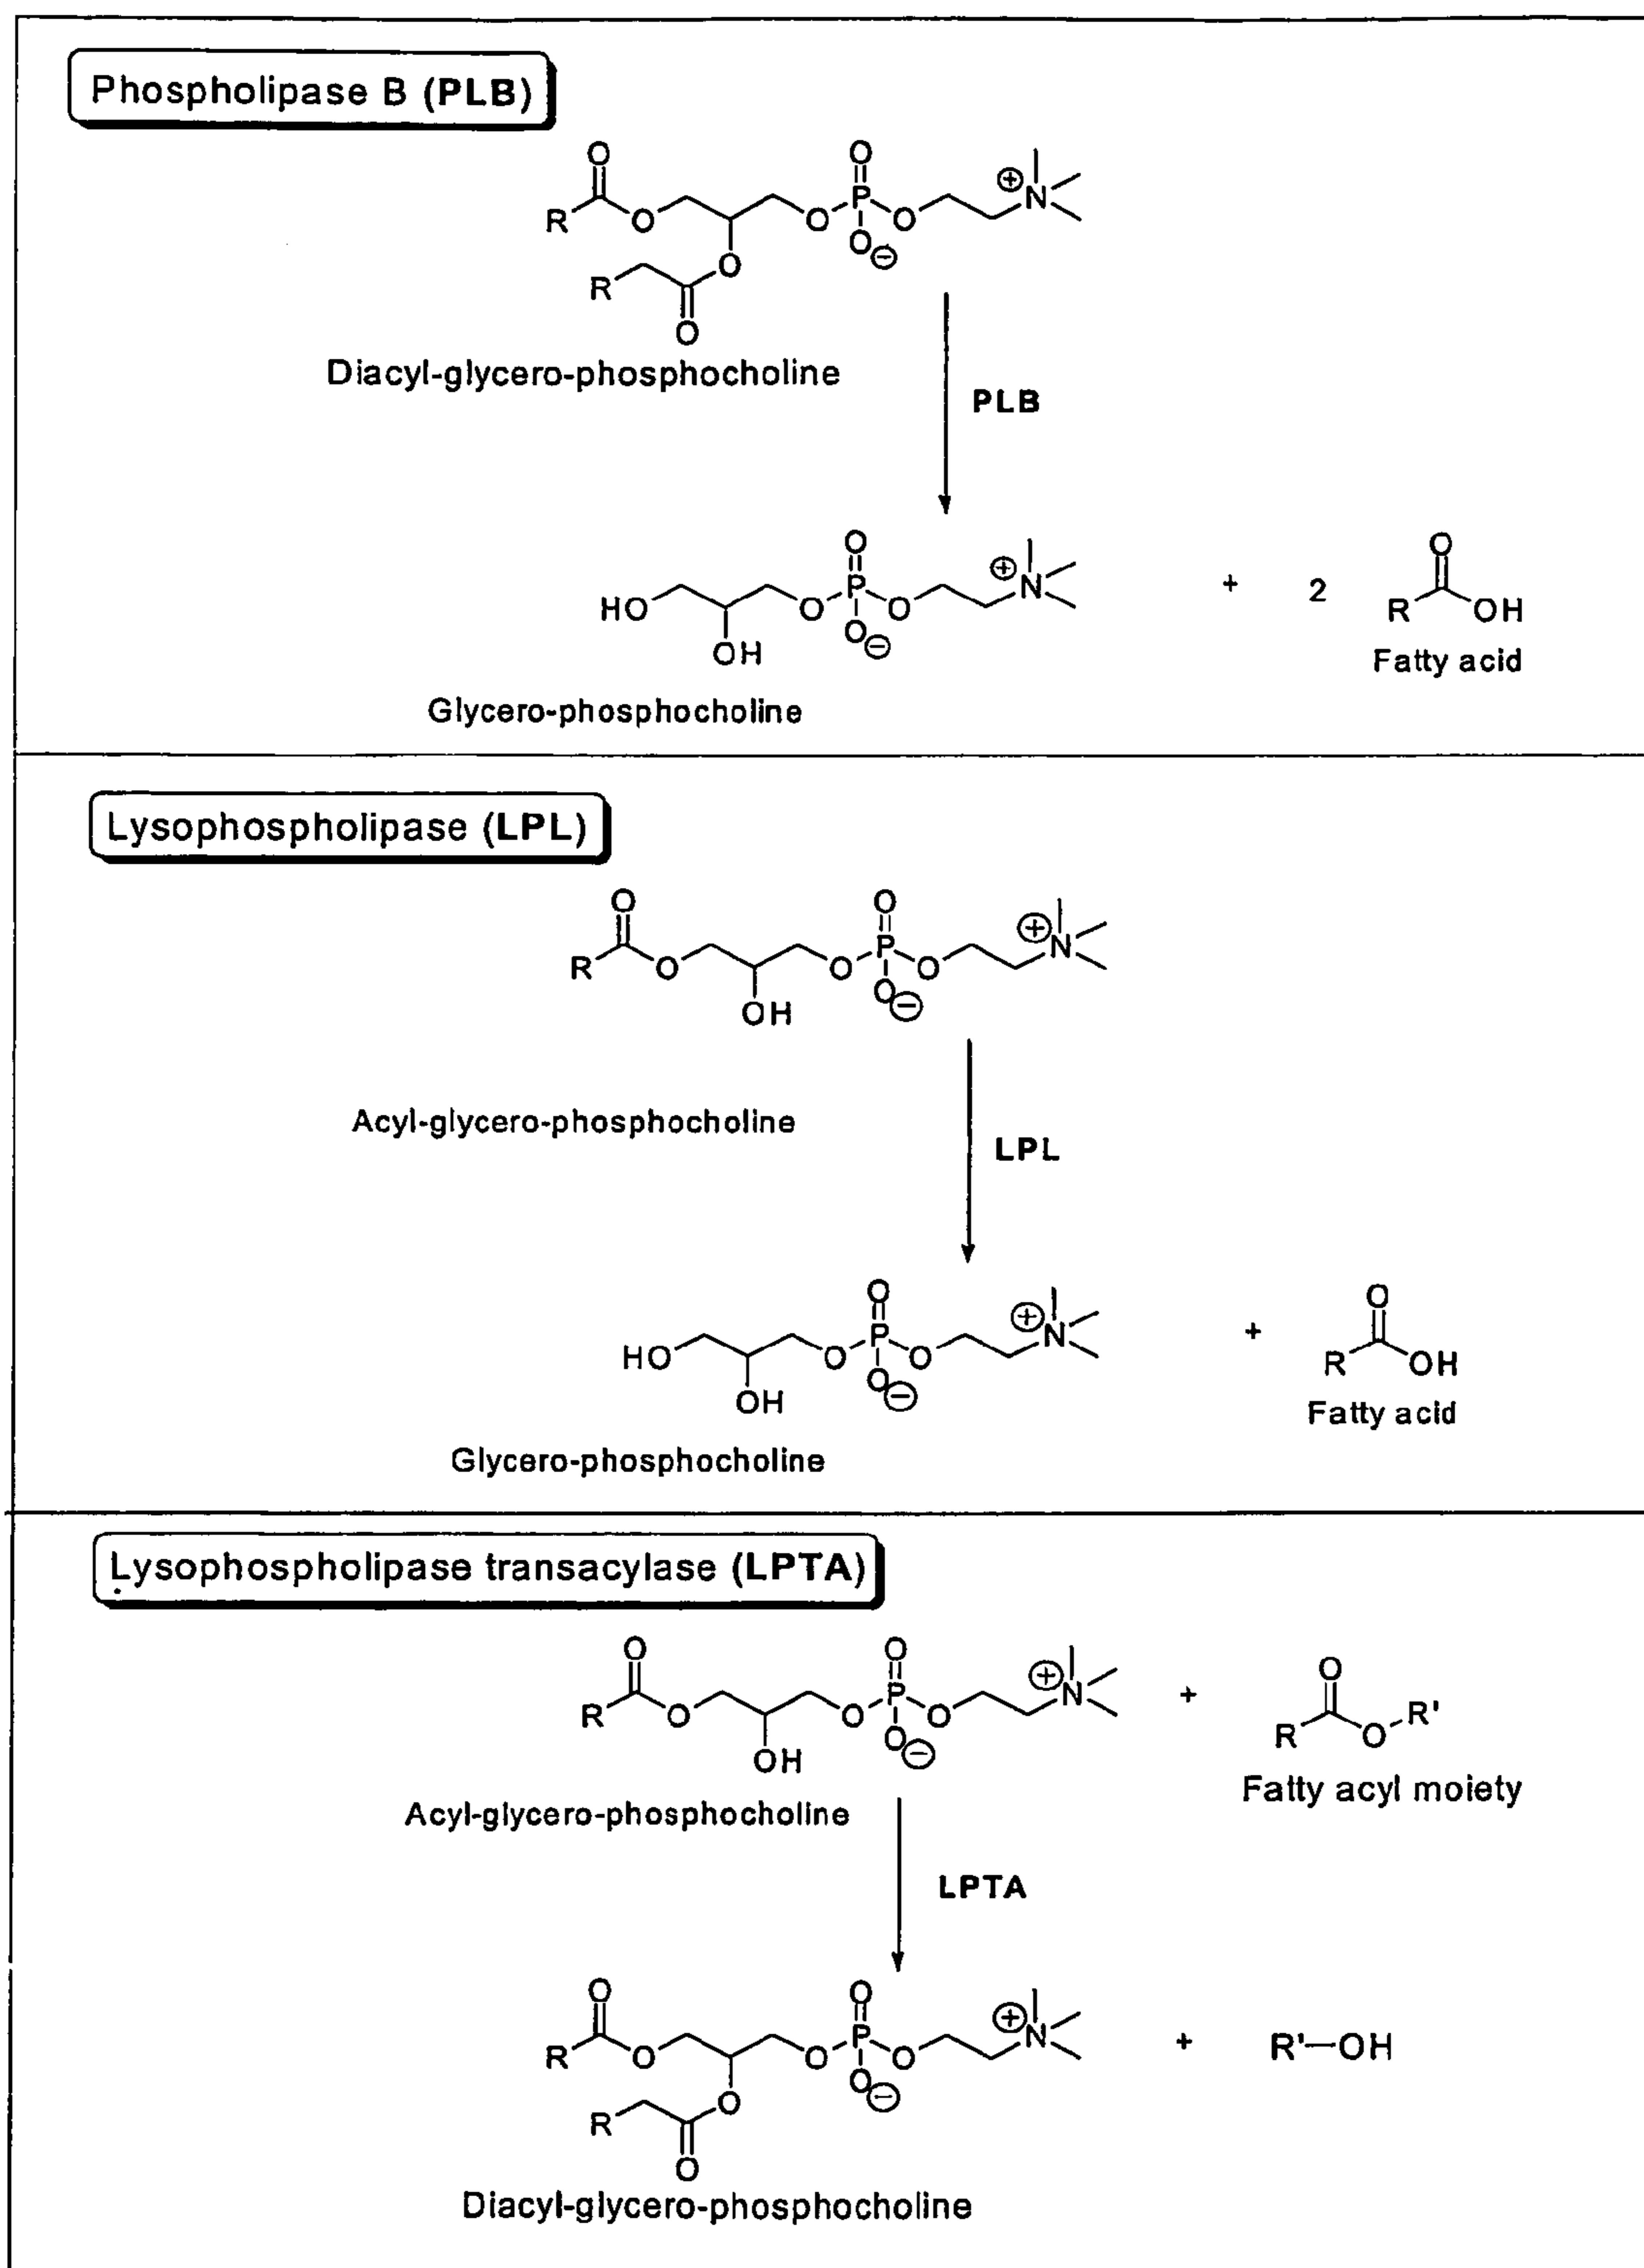 Phospholipase B (PLB)
O O
R O O P O ⊕ N
O ⊖
R O
O
Diacyl-glycero-phosphocholine
PLB
O O
HO O P O ⊕ N + 2 R OH
OH O ⊖
Fatty acid
Glycero-phosphocholine
Lysophospholipase (LPL)
O O
R O O P O ⊕ N
OH O ⊖
Acyl-glycero-phosphocholine
LPL
O O
HO O P O ⊕ N + R OH
OH O ⊖
Fatty acid
Glycero-phosphocholine
Lysophospholipase transacylase (LPTA)
O O O
R O O P O ⊕ N + R O R'
OH O ⊖
Fatty acyl moiety
Acyl-glycero-phosphocholine
LPTA
O O
R O O P O ⊕ N + R'—OH
O ⊖
R O
O
Diacyl-glycero-phosphocholine